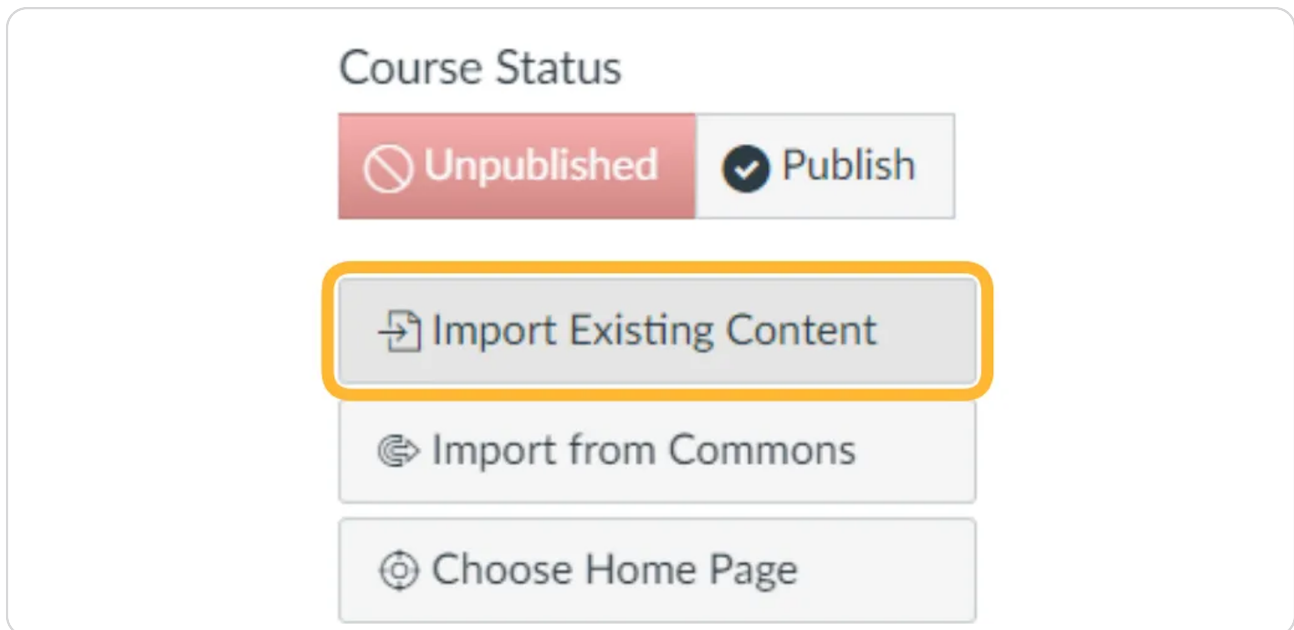 Course Status
Unpublished Publish
Import Existing Content
Import from Commons
Choose Home Page